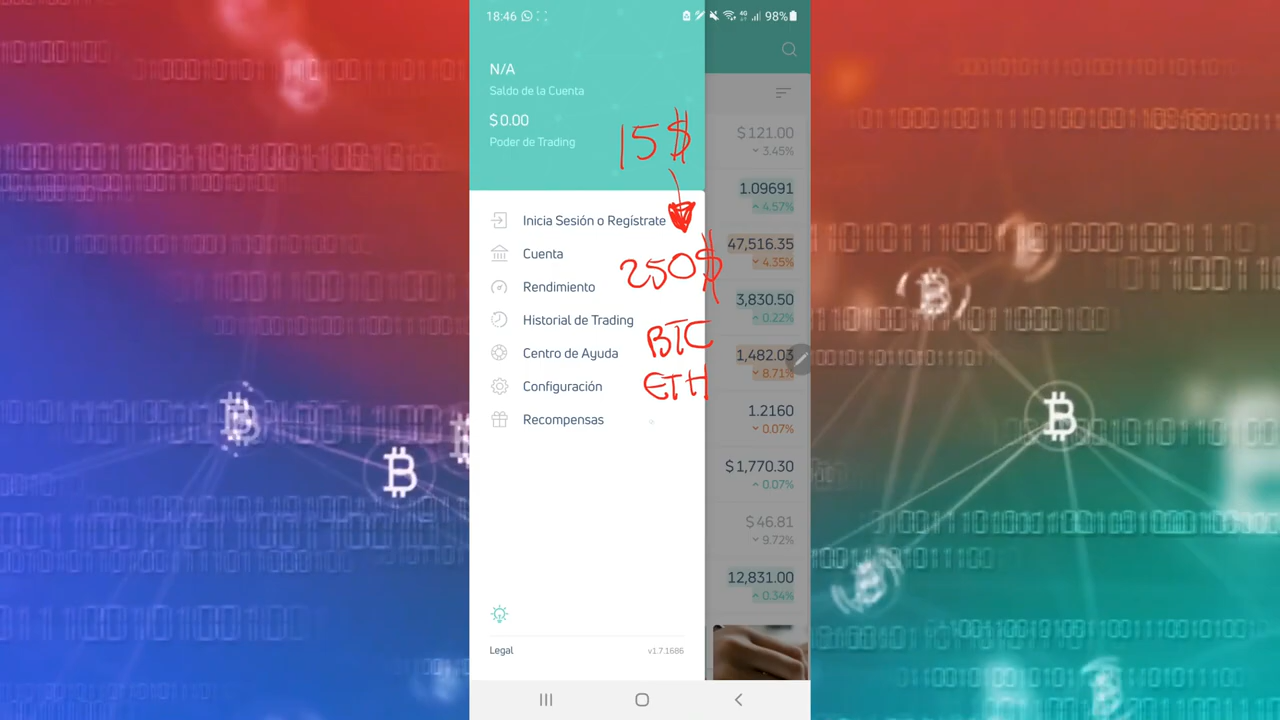 18:46
4G
98%
N/A
Saldo de la Cuenta
$0.00
Poder de Trading
15$
Inicia Sesión o Regístrate
Cuenta
250$
Rendimiento
Historial de Trading
BTC
Centro de Ayuda
ETH
Configuración
Recompensas
Legal
v1.7.1686
$121.00
3.45%
1.09691
4.57%
47,516.35
4.35%
3,830.50
0.22%
1,482.03
8.71%
1.2160
0.07%
$1,770.30
0.07%
$46.81
9.72%
12,831.00
0.34%